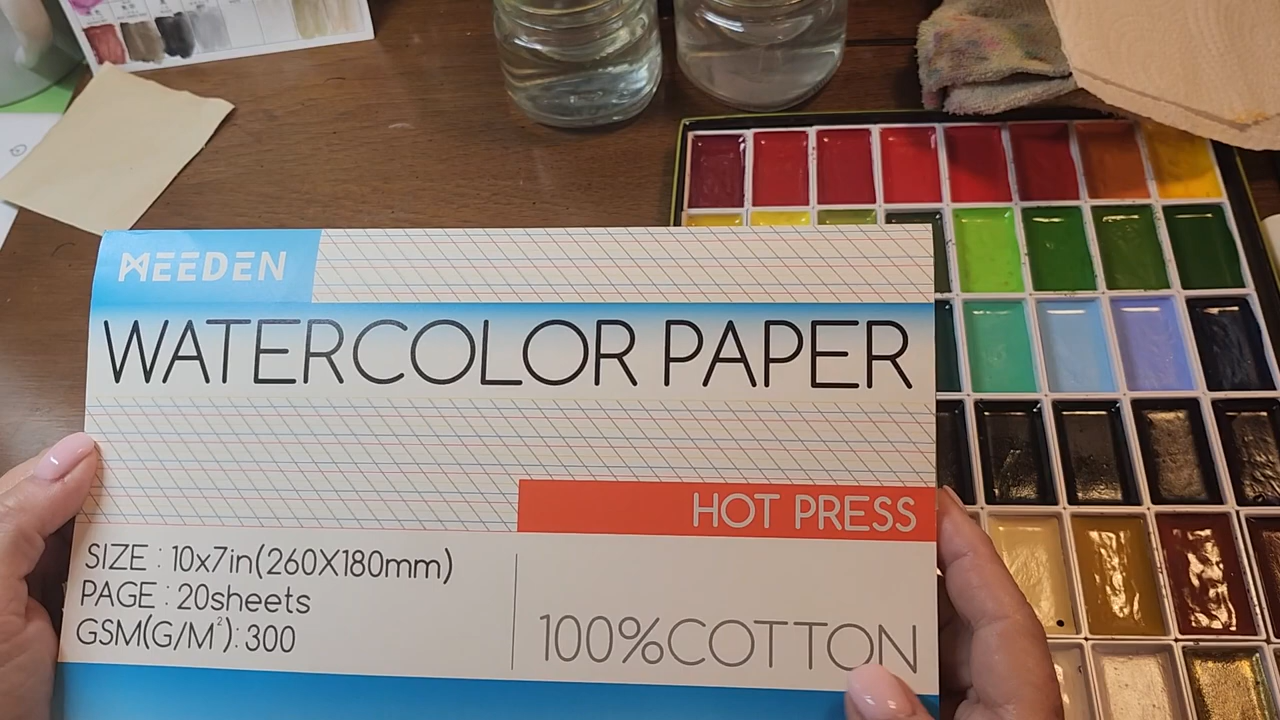 MEEDEN
WATERCOLOR PAPER
HOT PRESS
SIZE : 10x7in(260X180mm)
PAGE : 20sheets
GSM(G/M²): 300
100%COTTON